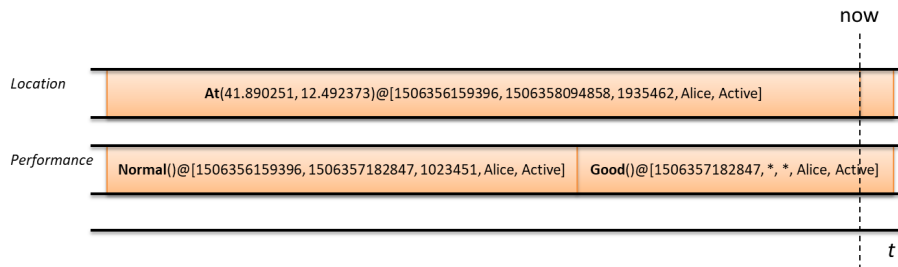 now
Location
At(41.890251, 12.492373)@[1506356159396, 1506358094858, 1935462, Alice, Active]
Performance
Normal()@[1506356159396, 1506357182847, 1023451, Alice, Active]
Good()@[1506357182847, *, *, Alice, Active]
t